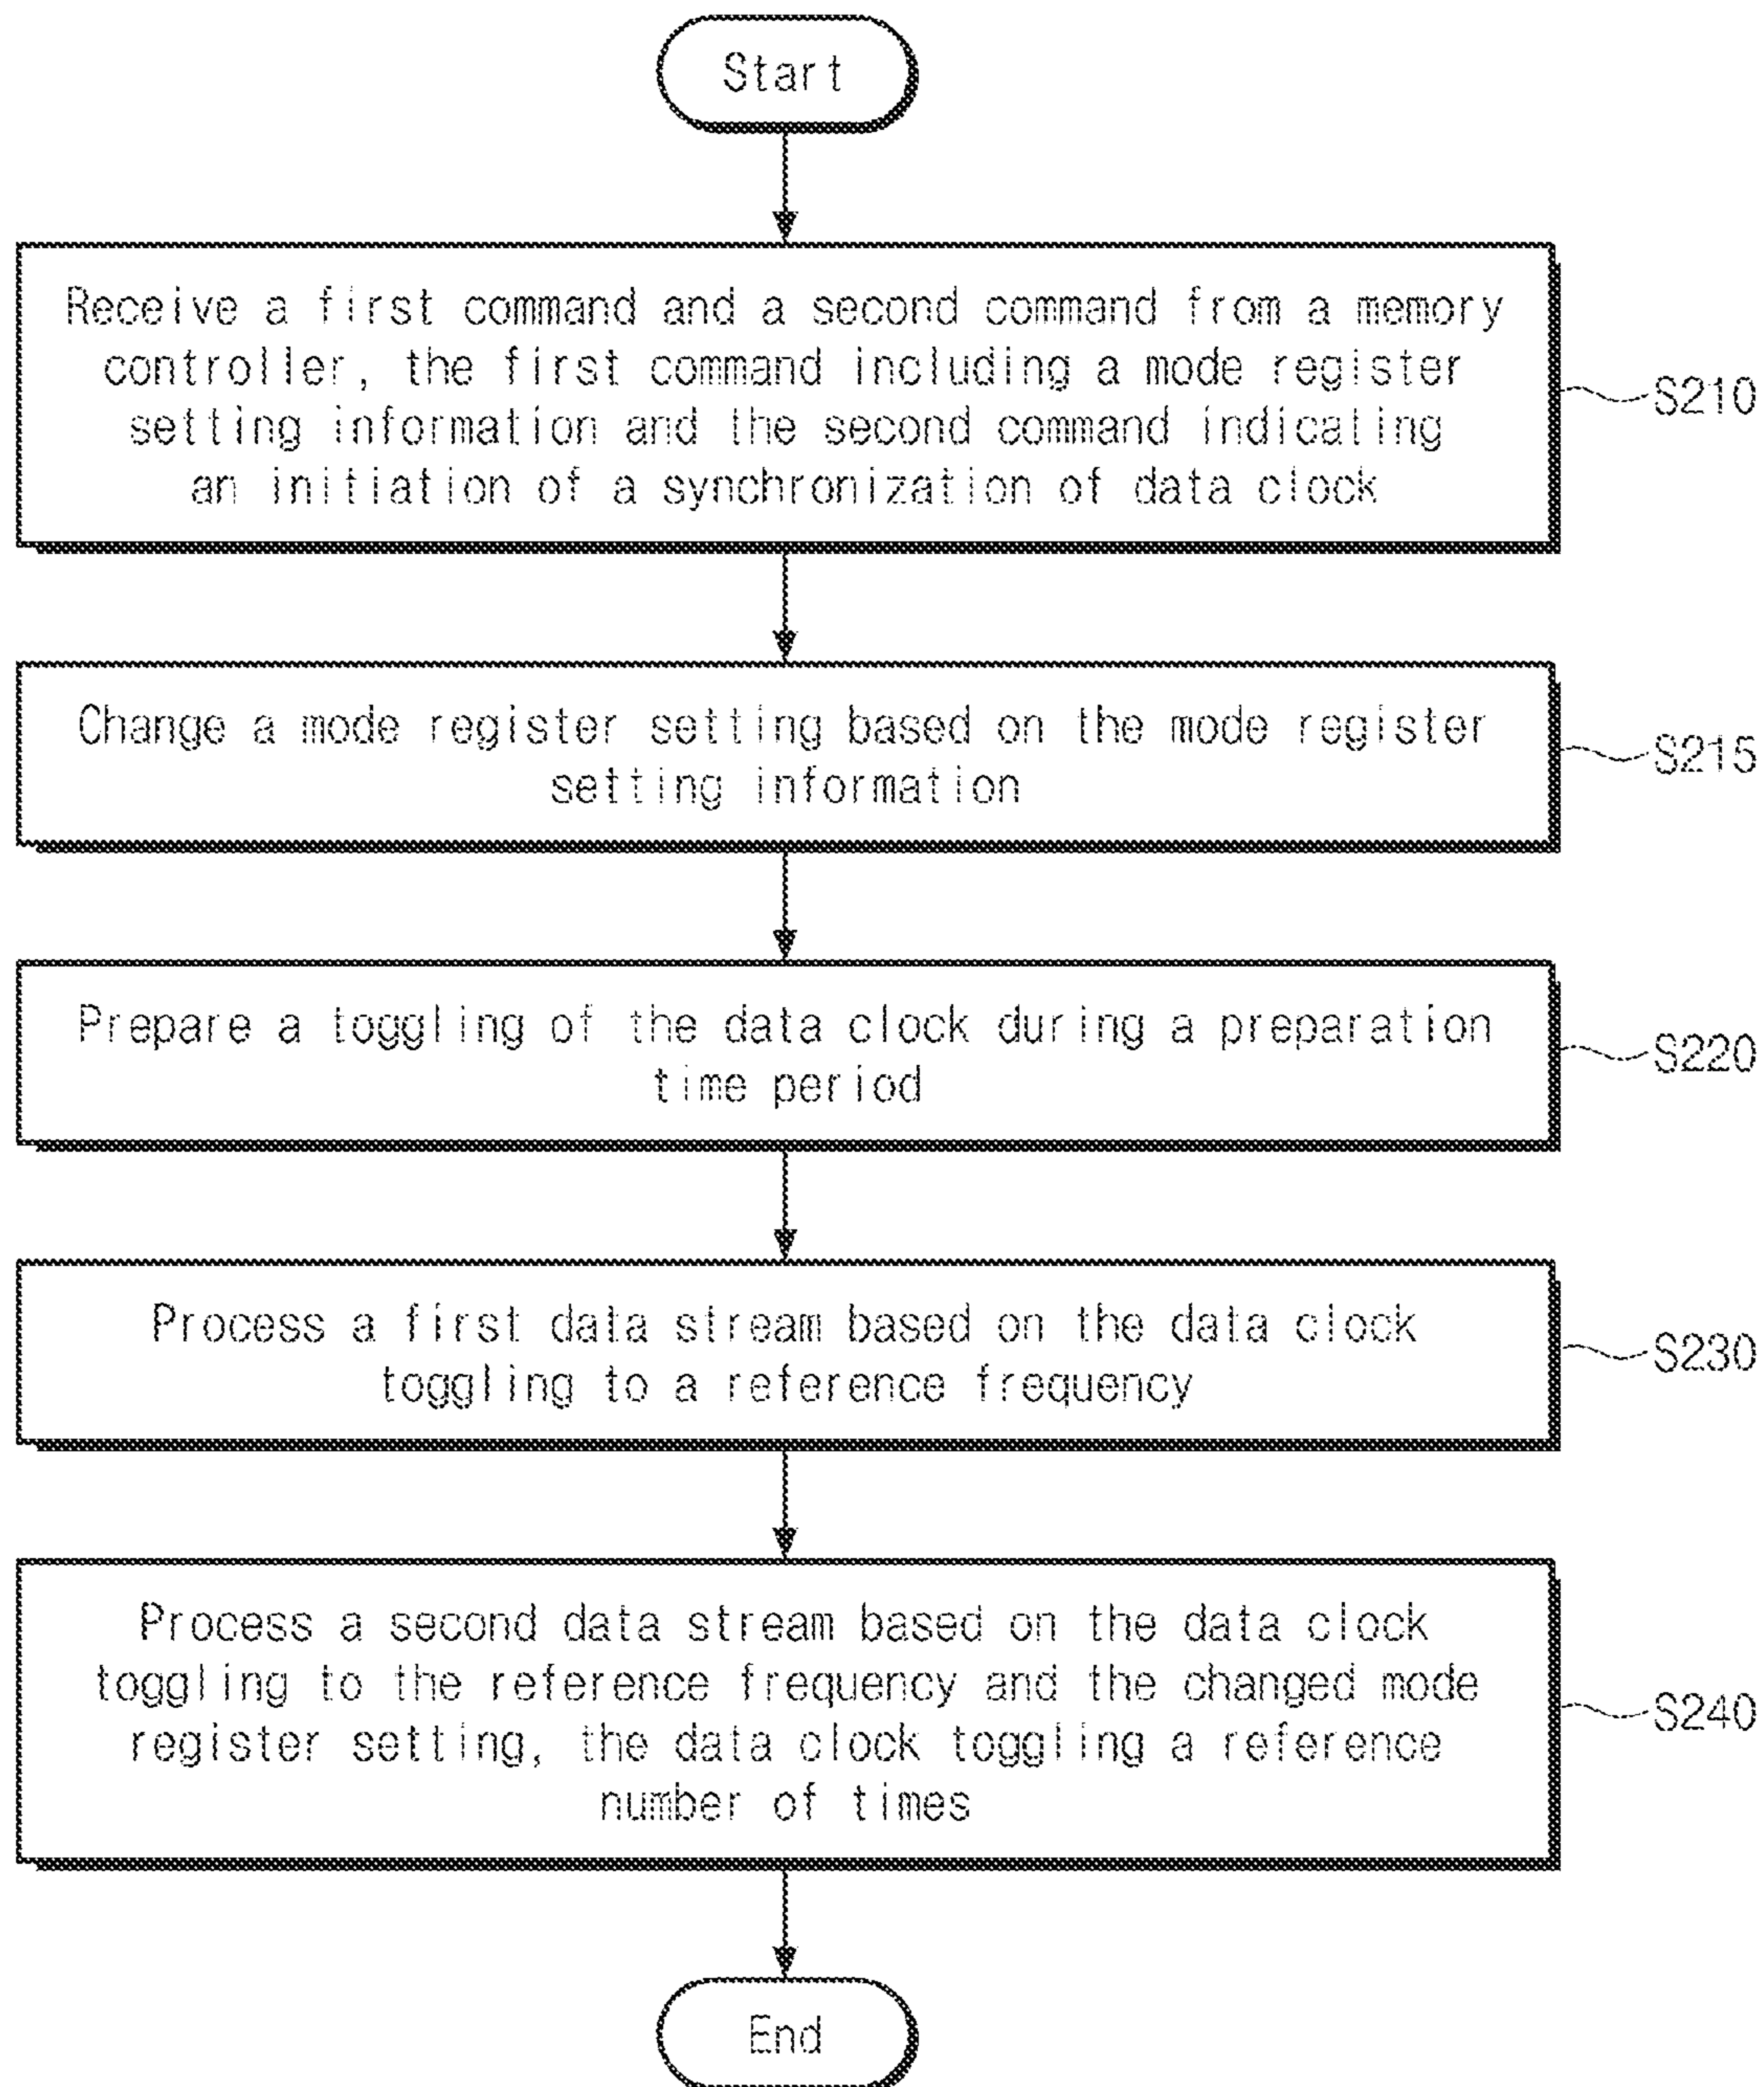 Start
Receive a first command and a second command from a memory
controller, the first command including a mode register
setting information and the second command indicating
an initiation of a synchronization of data clock
S210
Change a mode register setting based on the mode register
setting information
S215
Prepare a toggling of the data clock during a preparation
time period
S220
Process a first data stream based on the data clock
toggling to a reference frequency
S230
Process a second data stream based on the data clock
toggling to the reference frequency and the changed mode
register setting, the data clock toggling a reference
number of times
S240
End